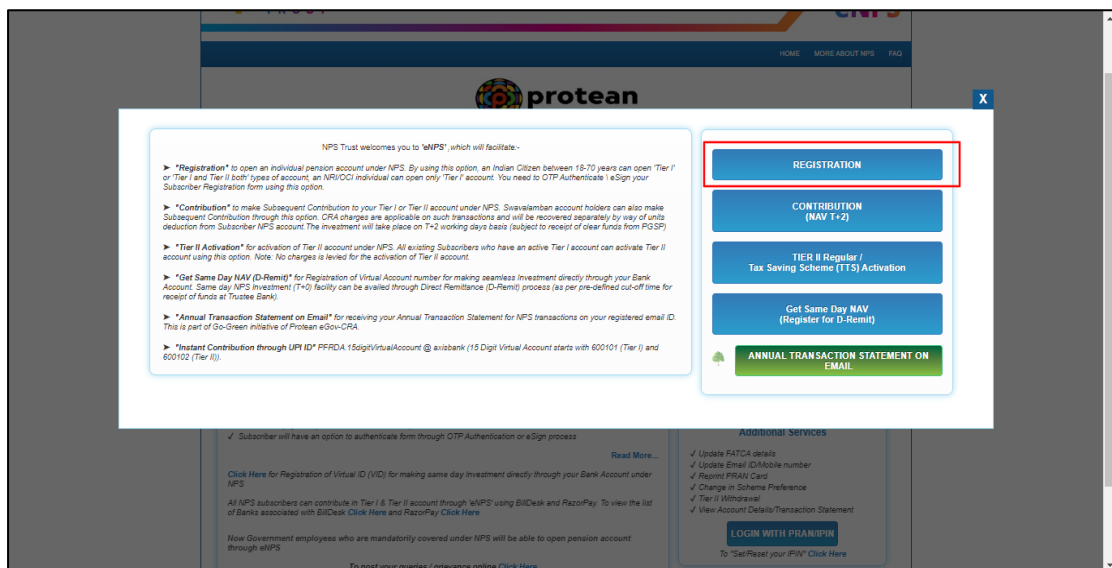 HOME MORE ABOUT NPS FAQ
protean
X
NPS Trust welcomes you to 'eNPS' ,which will facilitate:-
➤ "Registration" to open an individual pension account under NPS. By using this option, an Indian Citizen between 18-70 years can open 'Tier I'
or 'Tier I and Tier II both' types of account, an NRI/OCI individual can open only 'Tier I' account. You need to OTP Authenticate \ eSign your
Subscriber Registration form using this option.
➤ "Contribution" to make Subsequent Contribution to your Tier I or Tier II account under NPS. Swavalamban account holders can also make
Subsequent Contribution through this option. CRA charges are applicable on such transactions and will be recovered separately by way of units
deduction from Subscriber NPS account.The investment will take place on T+2 working days basis (subject to receipt of clear funds from PGSP)
➤ "Tier II Activation" for activation of Tier II account under NPS. All existing Subscribers who have an active Tier I account can activate Tier II
account using this option. Note: No charges is levied for the activation of Tier II account.
➤ "Get Same Day NAV (D-Remit)" for Registration of Virtual Account number for making seamless Investment directly through your Bank
Account. Same day NPS Investment (T+0) facility can be availed through Direct Remittance (D-Remit) process (as per pre-defined cut-off time for
receipt of funds at Trustee Bank).
➤ "Annual Transaction Statement on Email" for receiving your Annual Transaction Statement for NPS transactions on your registered email ID.
This is part of Go-Green initiative of Protean eGov-CRA.
➤ "Instant Contribution through UPI ID" PFRDA.15digitVirtualAccount @ axisbank (15 Digit Virtual Account starts with 600101 (Tier I) and
600102 (Tier II)).
REGISTRATION
CONTRIBUTION
(NAV T+2)
TIER II Regular /
Tax Saving Scheme (TTS) Activation
Get Same Day NAV
(Register for D-Remit)
ANNUAL TRANSACTION STATEMENT ON
EMAIL
✓ Subscriber will have an option to authenticate form through OTP Authentication or eSign process
Read More...
Click Here for Registration of Virtual ID (VID) for making same day Investment directly through your Bank Account under
NPS
All NPS subscribers can contribute in Tier I & Tier II account through 'eNPS' using BillDesk and RazorPay. To view the list
of Banks associated with BillDesk Click Here and RazorPay Click Here
Now Government employees who are mandatorily covered under NPS will be able to open pension account
through eNPS
To post your queries / grievance online Click Here
Additional Services
✓ Update FATCA details
✓ Update Email ID/Mobile number
✓ Reprint PRAN Card
✓ Change in Scheme Preference
✓ Tier II Withdrawal
✓ View Account Details/Transaction Statement
LOGIN WITH PRAN/IPIN
To "Set/Reset your IPIN" Click Here